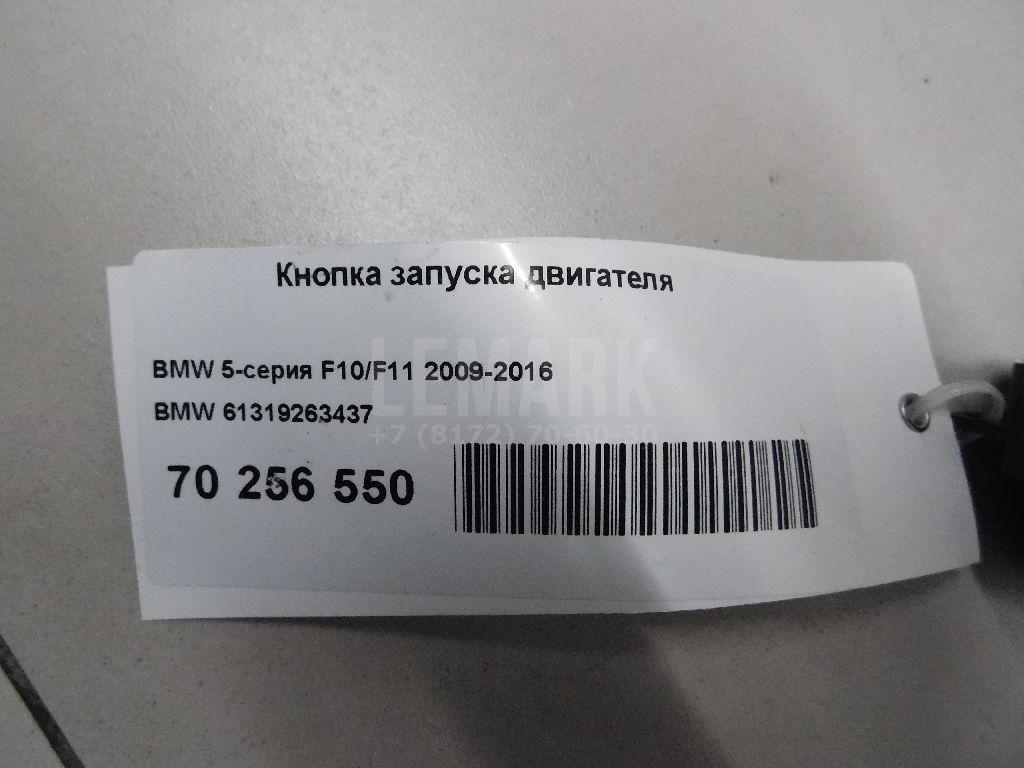 Кнопка запуска двигателя
BMW 5-серия F10/F11 2009-2016
LEMARK
BMW 61319263437
+7 (8172) 70-60-30
70 256 550